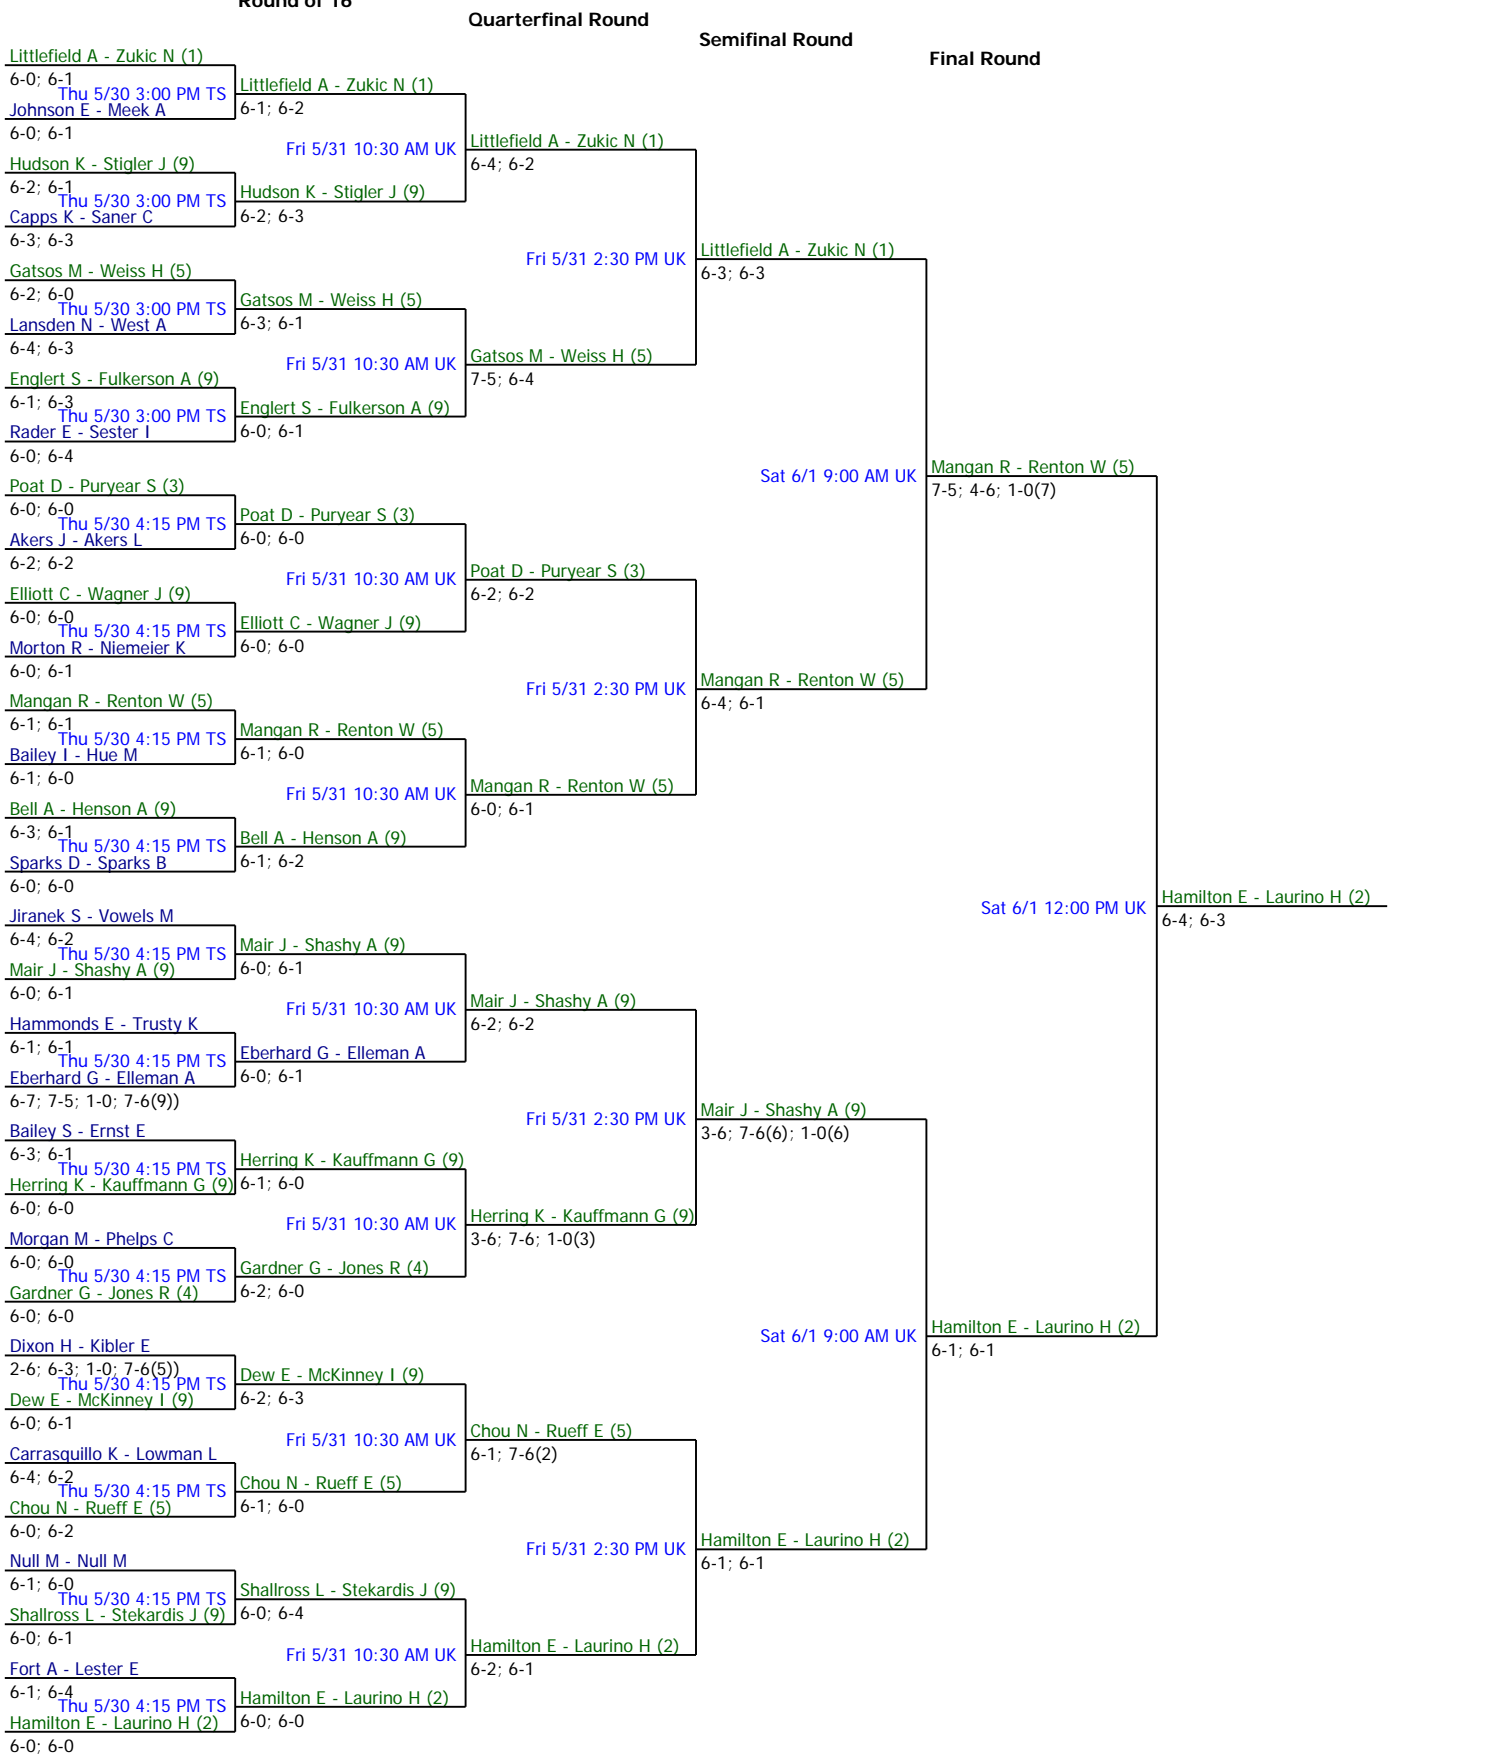 Round of 16
Quarterfinal Round
Semifinal Round
Final Round
Littlefield A - Zukic N (1)
6-0; 6-1
Thu 5/30 3:00 PM TS
Johnson E - Meek A
6-0; 6-1
Hudson K - Stigler J (9)
6-2; 6-1
Thu 5/30 3:00 PM TS
Capps K - Saner C
6-3; 6-3
Gatsos M - Weiss H (5)
6-2; 6-0
Thu 5/30 3:00 PM TS
Lansden N - West A
6-4; 6-3
Englert S - Fulkerson A (9)
6-1; 6-3
Thu 5/30 3:00 PM TS
Rader E - Sester I
6-0; 6-4
Poat D - Puryear S (3)
6-0; 6-0
Thu 5/30 4:15 PM TS
Akers J - Akers L
6-2; 6-2
Elliott C - Wagner J (9)
6-0; 6-0
Thu 5/30 4:15 PM TS
Morton R - Niemeier K
6-0; 6-1
Mangan R - Renton W (5)
6-1; 6-1
Thu 5/30 4:15 PM TS
Bailey I - Hue M
6-1; 6-0
Bell A - Henson A (9)
6-3; 6-1
Thu 5/30 4:15 PM TS
Sparks D - Sparks B
6-0; 6-0
Jiranek S - Vowels M
6-4; 6-2
Thu 5/30 4:15 PM TS
Mair J - Shashy A (9)
6-0; 6-1
Hammonds E - Trusty K
6-1; 6-1
Thu 5/30 4:15 PM TS
Eberhard G - Elleman A
6-7; 7-5; 1-0; 7-6(9))
Bailey S - Ernst E
6-3; 6-1
Thu 5/30 4:15 PM TS
Herring K - Kauffmann G (9)
6-0; 6-0
Morgan M - Phelps C
6-0; 6-0
Thu 5/30 4:15 PM TS
Gardner G - Jones R (4)
6-0; 6-0
Dixon H - Kibler E
2-6; 6-3; 1-0; 7-6(5))
Thu 5/30 4:15 PM TS
Dew E - McKinney I (9)
6-0; 6-1
Carrasquillo K - Lowman L
6-4; 6-2
Thu 5/30 4:15 PM TS
Chou N - Rueff E (5)
6-0; 6-2
Null M - Null M
6-1; 6-0
Thu 5/30 4:15 PM TS
Shallross L - Stekardis J (9)
6-0; 6-1
Fort A - Lester E
6-1; 6-4
Thu 5/30 4:15 PM TS
Hamilton E - Laurino H (2)
6-0; 6-0
Littlefield A - Zukic N (1)
6-1; 6-2
Fri 5/31 10:30 AM UK
Hudson K - Stigler J (9)
6-2; 6-3
Gatsos M - Weiss H (5)
6-3; 6-1
Fri 5/31 10:30 AM UK
Englert S - Fulkerson A (9)
6-0; 6-1
Poat D - Puryear S (3)
6-0; 6-0
Fri 5/31 10:30 AM UK
Elliott C - Wagner J (9)
6-0; 6-0
Mangan R - Renton W (5)
6-1; 6-0
Fri 5/31 10:30 AM UK
Bell A - Henson A (9)
6-1; 6-2
Mair J - Shashy A (9)
6-0; 6-1
Fri 5/31 10:30 AM UK
Eberhard G - Elleman A
6-0; 6-1
Herring K - Kauffmann G (9)
6-1; 6-0
Fri 5/31 10:30 AM UK
Gardner G - Jones R (4)
6-2; 6-0
Dew E - McKinney I (9)
6-2; 6-3
Fri 5/31 10:30 AM UK
Chou N - Rueff E (5)
6-1; 6-0
Shallross L - Stekardis J (9)
6-0; 6-4
Fri 5/31 10:30 AM UK
Hamilton E - Laurino H (2)
6-0; 6-0
Littlefield A - Zukic N (1)
6-4; 6-2
Fri 5/31 2:30 PM UK
Gatsos M - Weiss H (5)
7-5; 6-4
Poat D - Puryear S (3)
6-2; 6-2
Fri 5/31 2:30 PM UK
Mangan R - Renton W (5)
6-0; 6-1
Mair J - Shashy A (9)
6-2; 6-2
Fri 5/31 2:30 PM UK
Herring K - Kauffmann G (9)
3-6; 7-6; 1-0(3)
Chou N - Rueff E (5)
6-1; 7-6(2)
Fri 5/31 2:30 PM UK
Hamilton E - Laurino H (2)
6-2; 6-1
Littlefield A - Zukic N (1)
6-3; 6-3
Sat 6/1 9:00 AM UK
Mangan R - Renton W (5)
6-4; 6-1
Mair J - Shashy A (9)
3-6; 7-6(6); 1-0(6)
Sat 6/1 9:00 AM UK
Hamilton E - Laurino H (2)
6-1; 6-1
Mangan R - Renton W (5)
7-5; 4-6; 1-0(7)
Sat 6/1 12:00 PM UK
Hamilton E - Laurino H (2)
6-1; 6-1
Hamilton E - Laurino H (2)
6-4; 6-3